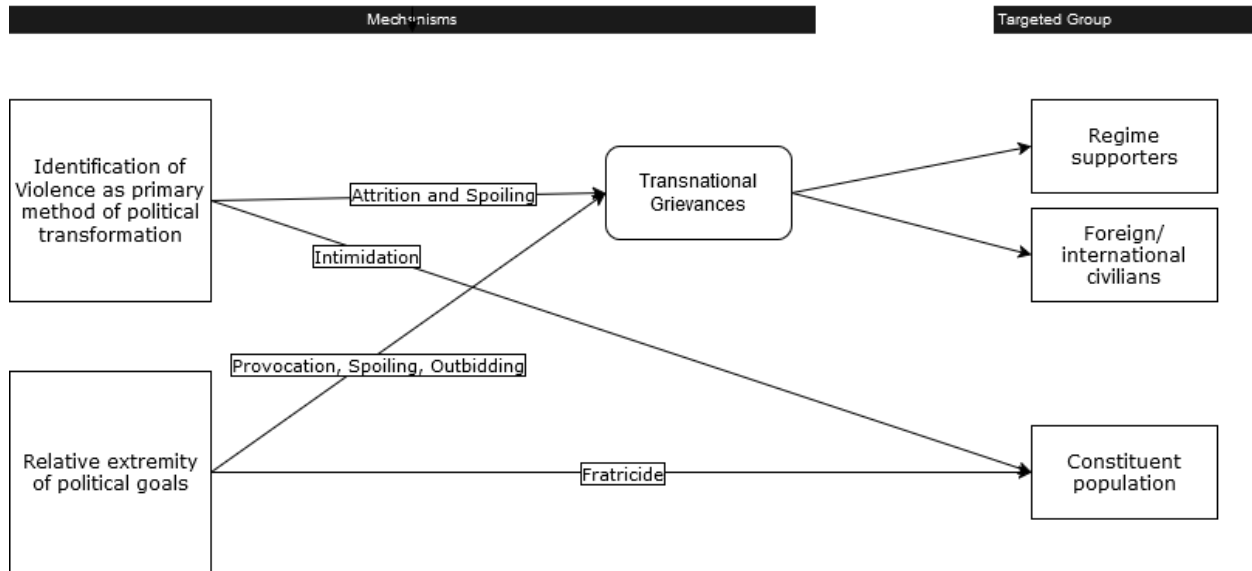 Mechanisms
Targeted Group
Identification of
Violence as primary
method of political
transformation
Attrition and Spoiling
Intimidation
Transnational
Grievances
Regime
supporters
Foreign/
international
civilians
Provocation, Spoiling, Outbidding
Relative extremity
of political goals
Fratricide
Constituent
population